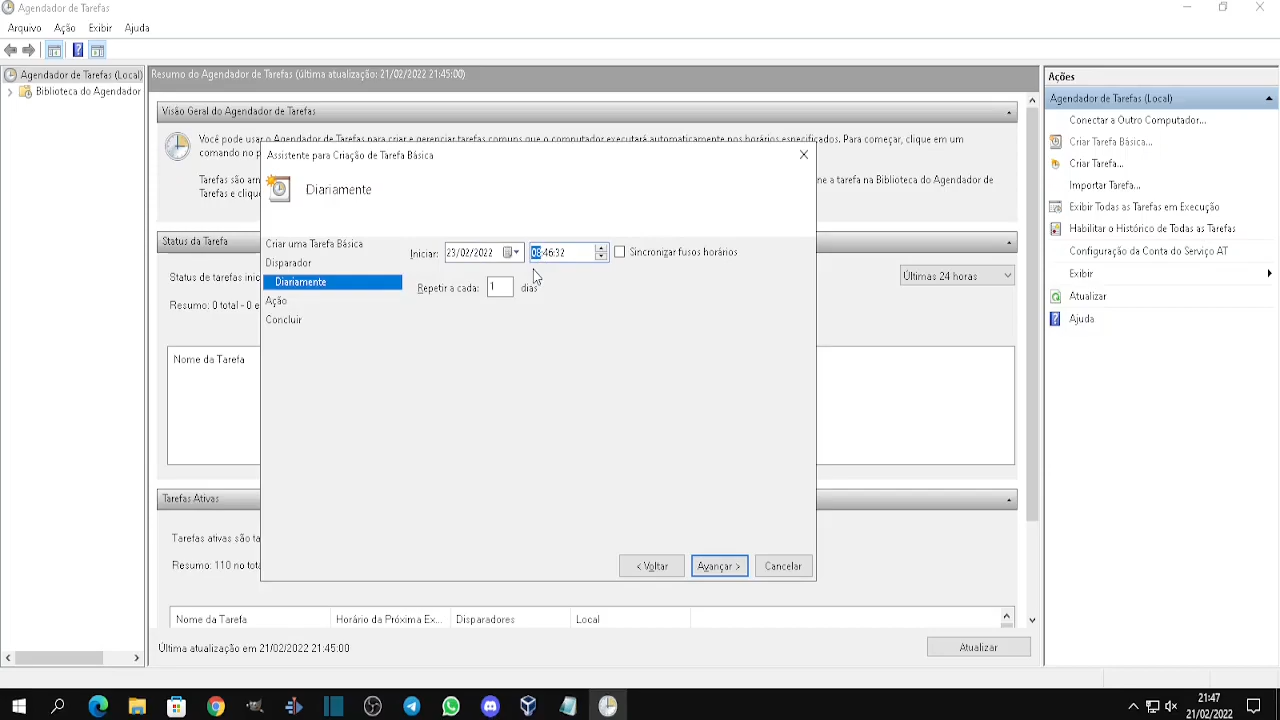 Agendador de Tarefas
Arquivo Ação Exibir Ajuda
Agendador de Tarefas (Local)
Biblioteca do Agendador
Resumo do Agendador de Tarefas (última atualização: 21/02/2022 21:45:00)
Visão Geral do Agendador de Tarefas
Você pode usar o Agendador de Tarefas para criar e gerenciar tarefas comuns que o computador executará automaticamente nos horários especificados. Para começar, clique em um
comando no
Tarefas são
e a tarefa na Biblioteca do Agendador de
Tarefas e
Status da Tarefa
Status de tarefas
Últimas 24 horas
Resumo: 0 total - 0
Nome da Tarefa
Tarefas Ativas
Tarefas ativas são
Resumo: 110 no
Nome da Tarefa Horário da Próxima Ex... Disparadores Local
Última atualização em 21/02/2022 21:45:00
Atualizar
Assistente para Criação de Tarefa Básica
Diariamente
Criar uma Tarefa Básica
Disparador
Diariamente
Ação
Concluir
Iniciar: 23/02/2022 :46:32 Sincronizar fusos horários
Repetir a cada: 1 dias
< Voltar Avançar > Cancelar
Ações
Agendador de Tarefas (Local)
Conectar a Outro Computador...
Criar Tarefa Básica...
Criar Tarefa...
Importar Tarefa...
Exibir Todas as Tarefas em Execução
Habilitar o Histórico de Todas as Tarefas
Configuração da Conta do Serviço AT
Exibir
Atualizar
Ajuda
21:47
21/02/2022